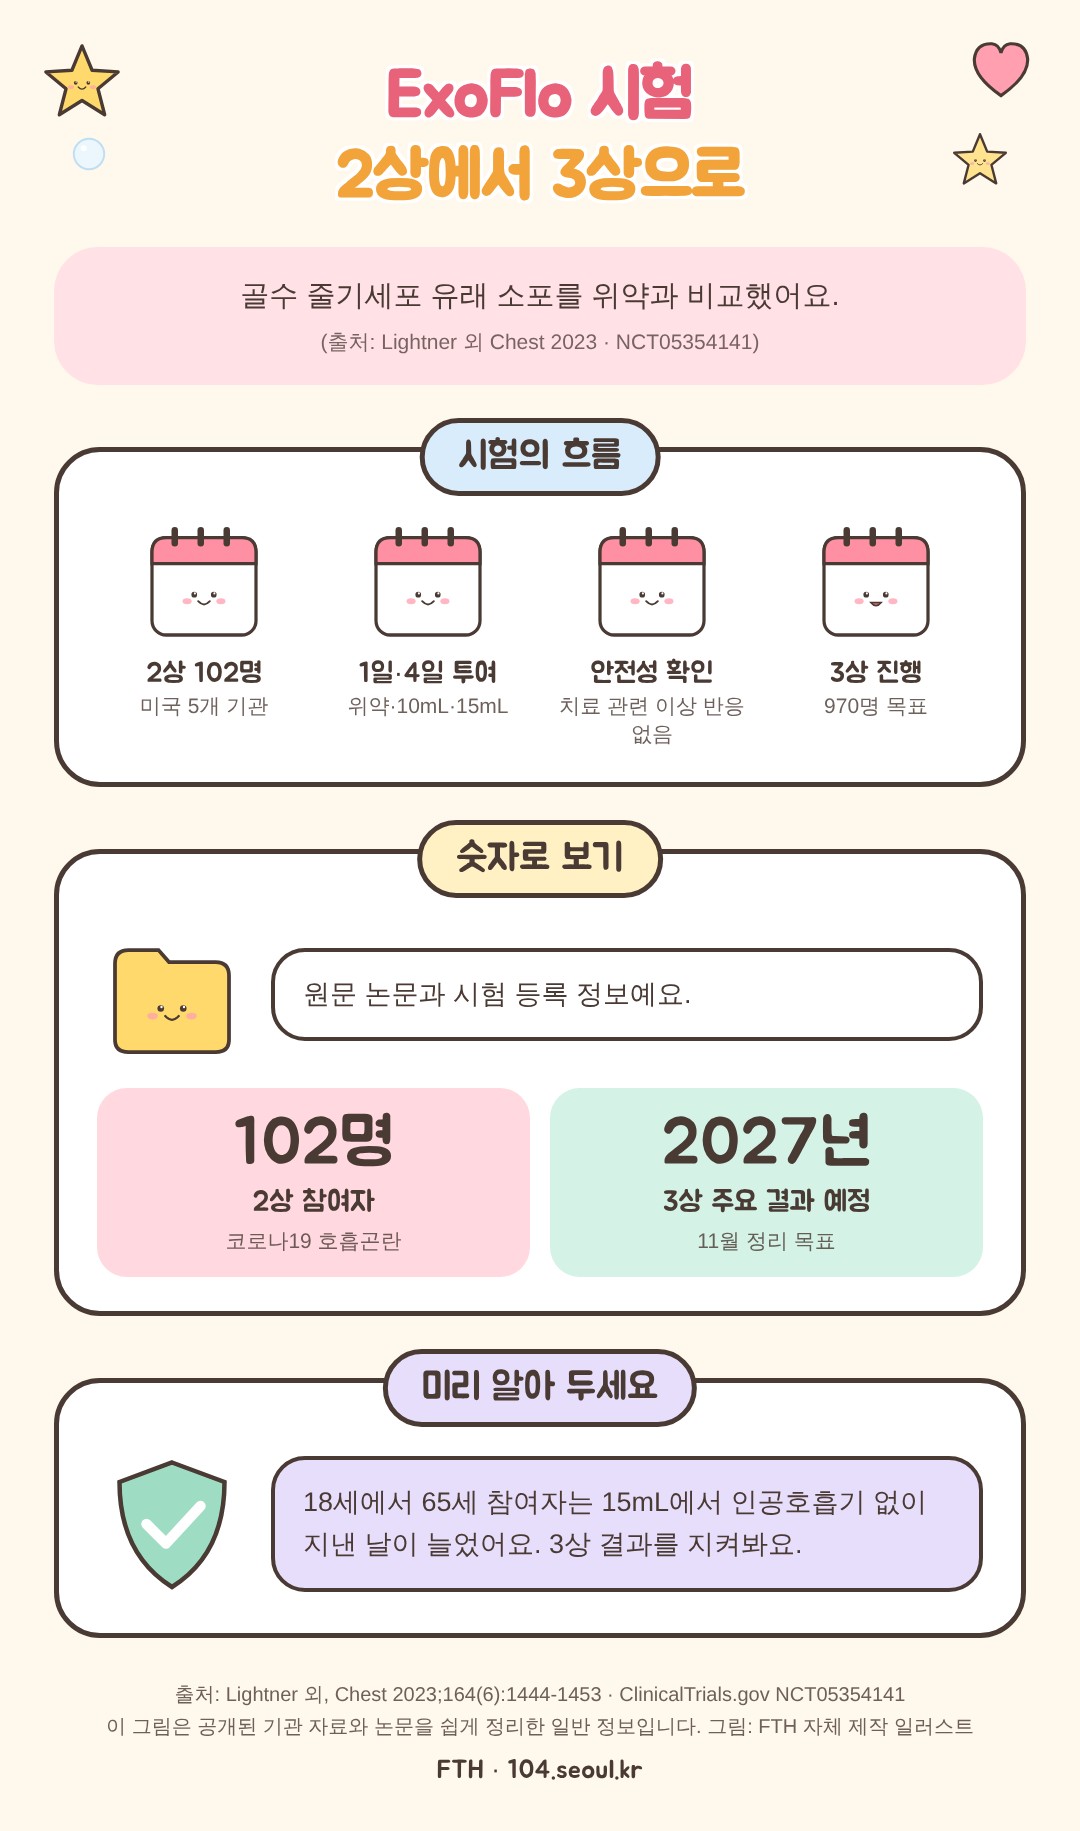 ExoFlo 시험
2상에서 3상으로
골수 줄기세포 유래 소포를 위약과 비교했어요.
(출처: Lightner 외 Chest 2023 · NCT05354141)
시험의 흐름
2상 102명
미국 5개 기관
1일·4일 투여
위약·10mL·15mL
안전성 확인
치료 관련 이상 반응
없음
3상 진행
970명 목표
숫자로 보기
원문 논문과 시험 등록 정보예요.
102명
2상 참여자
코로나19 호흡곤란
2027년
3상 주요 결과 예정
11월 정리 목표
미리 알아 두세요
18세에서 65세 참여자는 15mL에서 인공호흡기 없이
지낸 날이 늘었어요. 3상 결과를 지켜봐요.
출처: Lightner 외, Chest 2023;164(6):1444-1453 · ClinicalTrials.gov NCT05354141
이 그림은 공개된 기관 자료와 논문을 쉽게 정리한 일반 정보입니다. 그림: FTH 자체 제작 일러스트
FTH · 104.seoul.kr